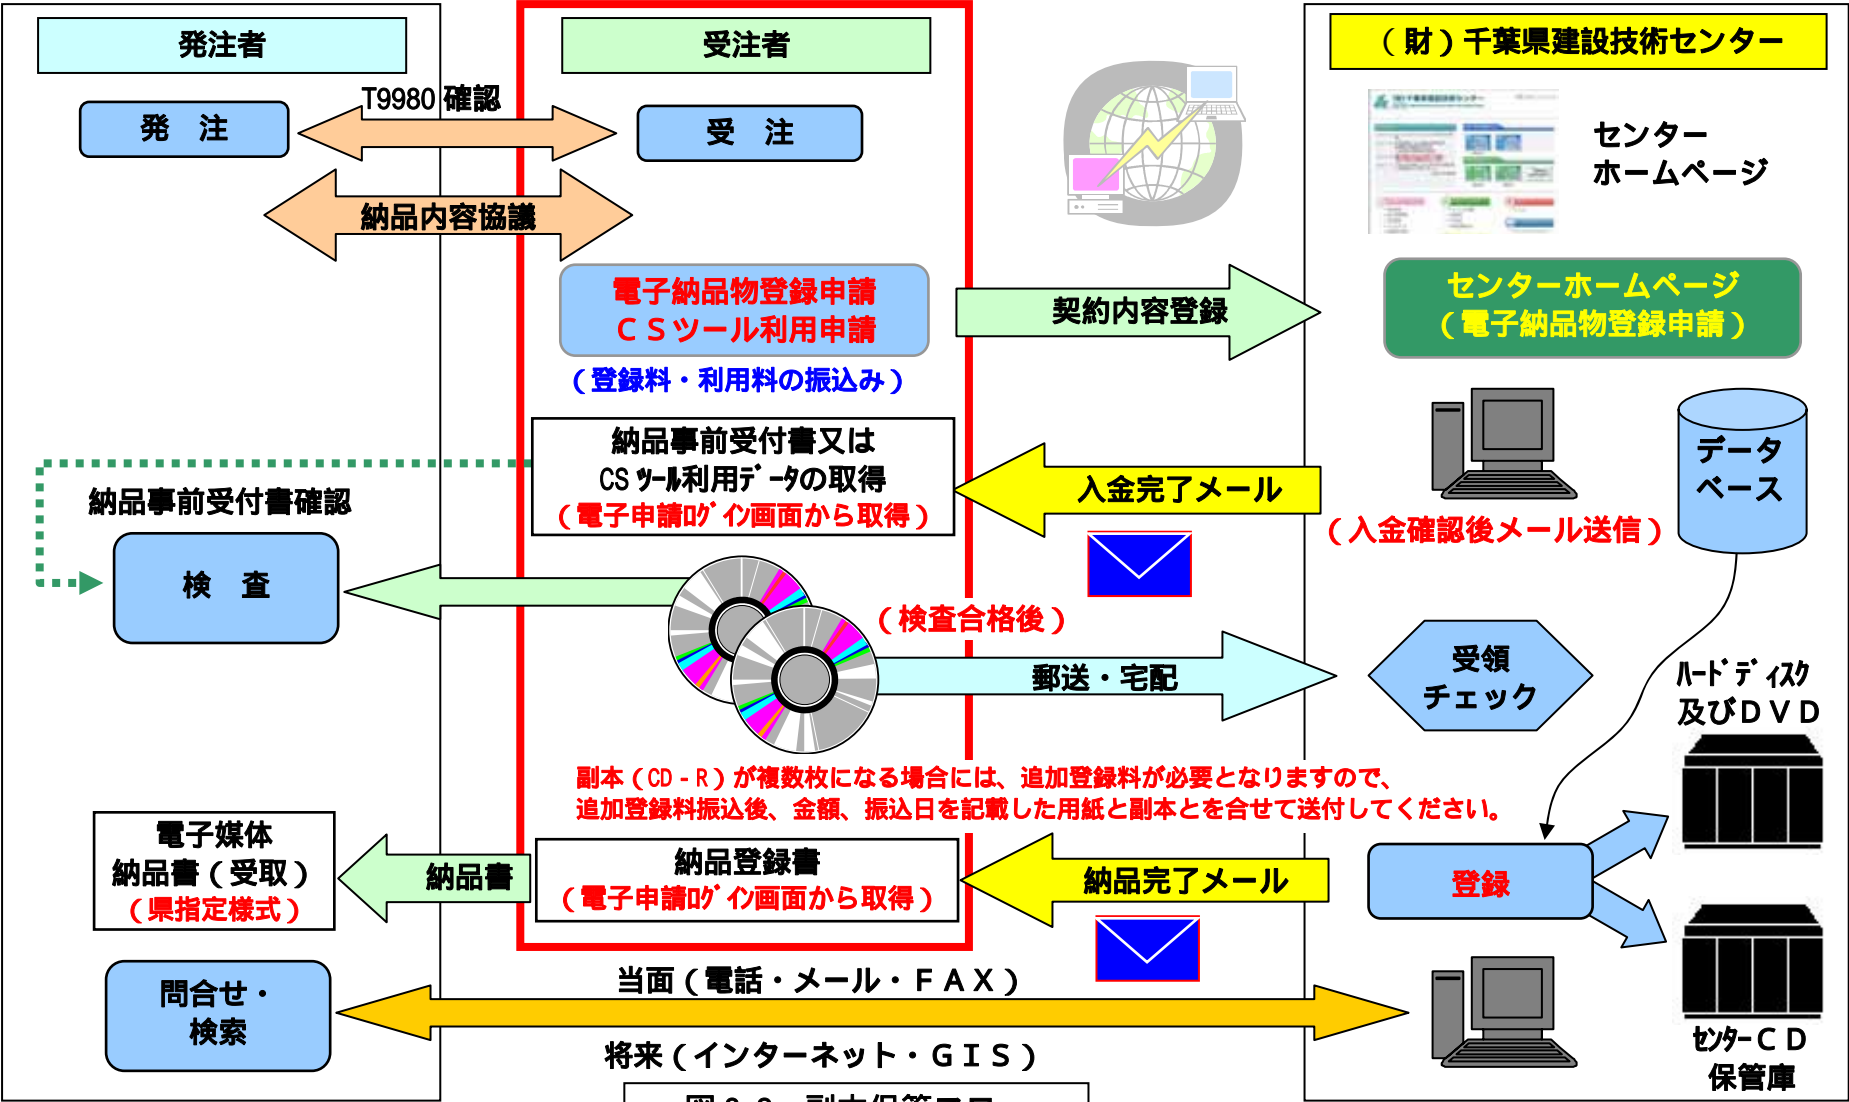 発注者
受注者
（財）千葉県建設技術センター
T9980 確認
発　注
受　注
センター
ホームページ
納品内容協議
電子納品物登録申請
ＣＳツール利用申請
（登録料・利用料の振込み）
契約内容登録
センターホームページ
（電子納品物登録申請）
納品事前受付書又は
CS ﾂｰﾙ利用ﾃﾞｰﾀの取得
（電子申請ﾛｸﾞｲﾝ画面から取得）
入金完了メール
（入金確認後メール送信）
データ
ベース
納品事前受付書確認
検　査
（検査合格後）
郵送・宅配
受領
チェック
ﾊｰﾄﾞﾃﾞｨｽｸ
及びＤＶＤ
副本（CD‐R）が複数枚になる場合には、追加登録料が必要となりますので、
追加登録料振込後、金額、振込日を記載した用紙と副本とを合せて送付してください。
電子媒体
納品書（受取）
（県指定様式）
納品書
納品登録書
（電子申請ﾛｸﾞｲﾝ画面から取得）
納品完了メール
登録
問合せ・
検索
当面（電話・メール・ＦＡＸ）
将来（インターネット・ＧＩＳ）
ｾﾝﾀｰＣＤ
保管庫